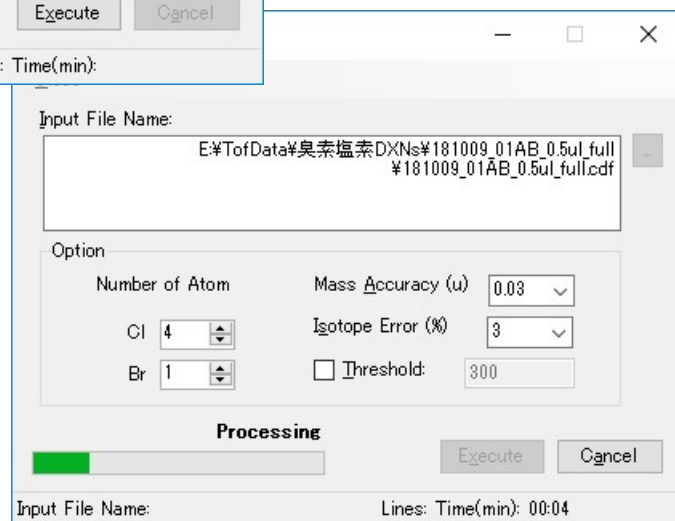 Execute Cancel
: Time(min):
Input File Name:
E:¥TofData¥臭素塩素DXNs¥181009_01AB_0.5ul_full
¥181009_01AB_0.5ul_full.cdf
...
Option
Number of Atom Mass Accuracy (u) 0.03
Cl 4 Isotope Error (%) 3
Br 1 Threshold: 300
Processing
Execute Cancel
Input File Name: Lines: Time(min): 00:04